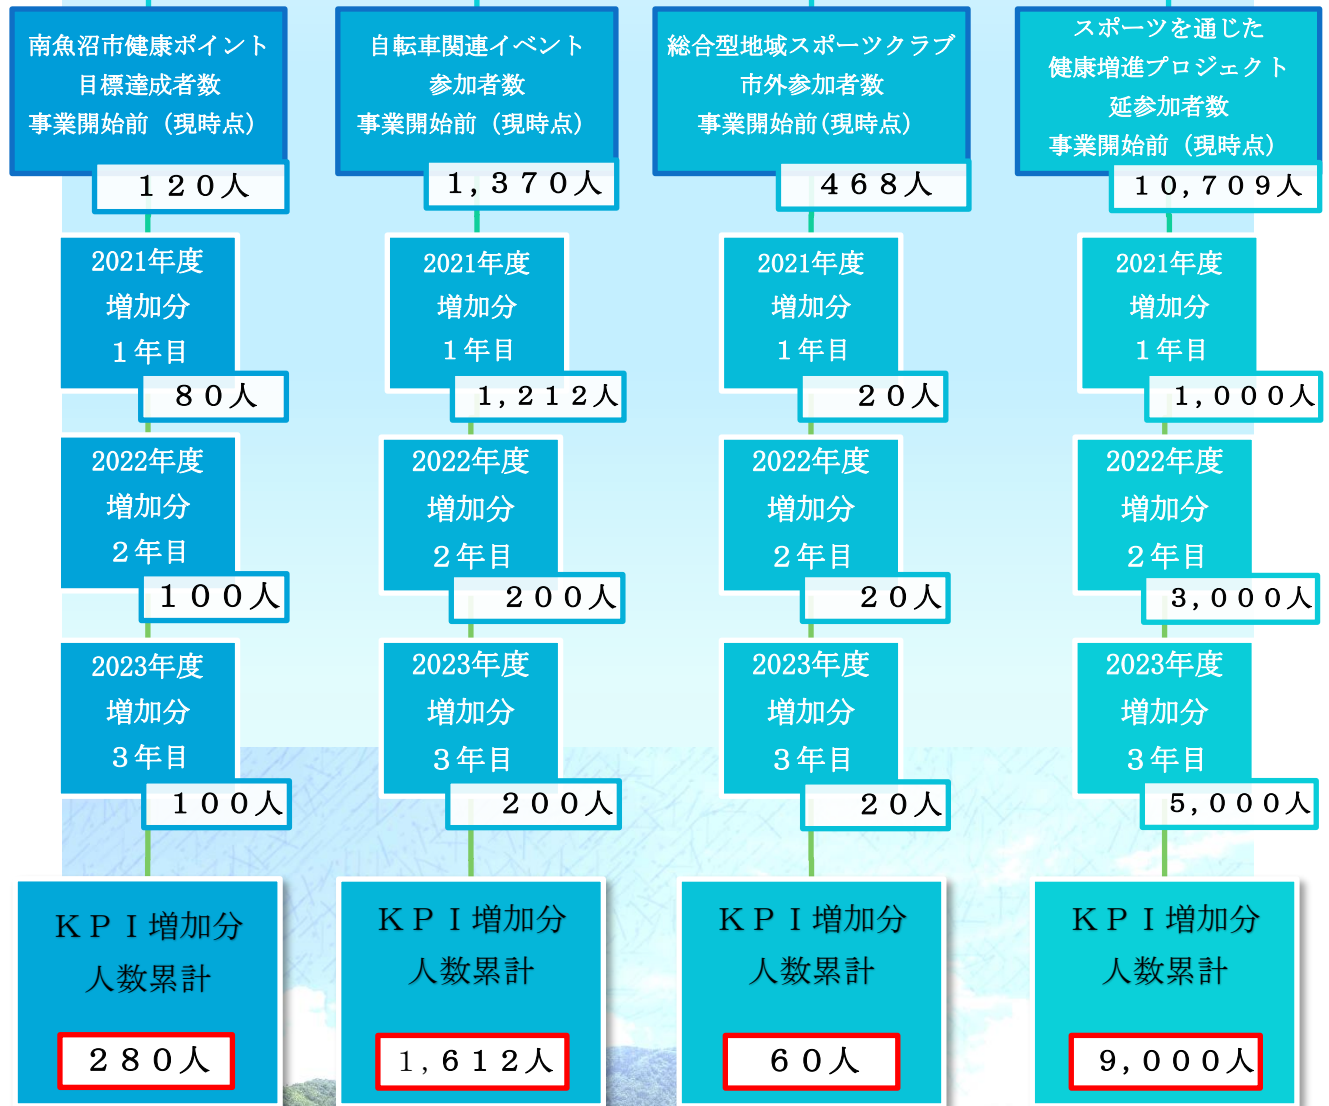 南魚沼市健康ポイント
目標達成者数
事業開始前（現時点）
１２０人
2021年度
増加分
１年目
８０人
2022年度
増加分
２年目
１００人
2023年度
増加分
３年目
１００人
ＫＰＩ増加分
人数累計
２８０人
自転車関連イベント
参加者数
事業開始前（現時点）
１,３７０人
2021年度
増加分
１年目
１,２１２人
2022年度
増加分
２年目
２００人
2023年度
増加分
３年目
２００人
ＫＰＩ増加分
人数累計
１,６１２人
総合型地域スポーツクラブ
市外参加者数
事業開始前(現時点）
４６８人
2021年度
増加分
１年目
２０人
2022年度
増加分
２年目
２０人
2023年度
増加分
３年目
２０人
ＫＰＩ増加分
人数累計
６０人
スポーツを通じた
健康増進プロジェクト
延参加者数
事業開始前（現時点）
１０,７０９人
2021年度
増加分
１年目
１,０００人
2022年度
増加分
２年目
３,０００人
2023年度
増加分
３年目
５,０００人
ＫＰＩ増加分
人数累計
９,０００人